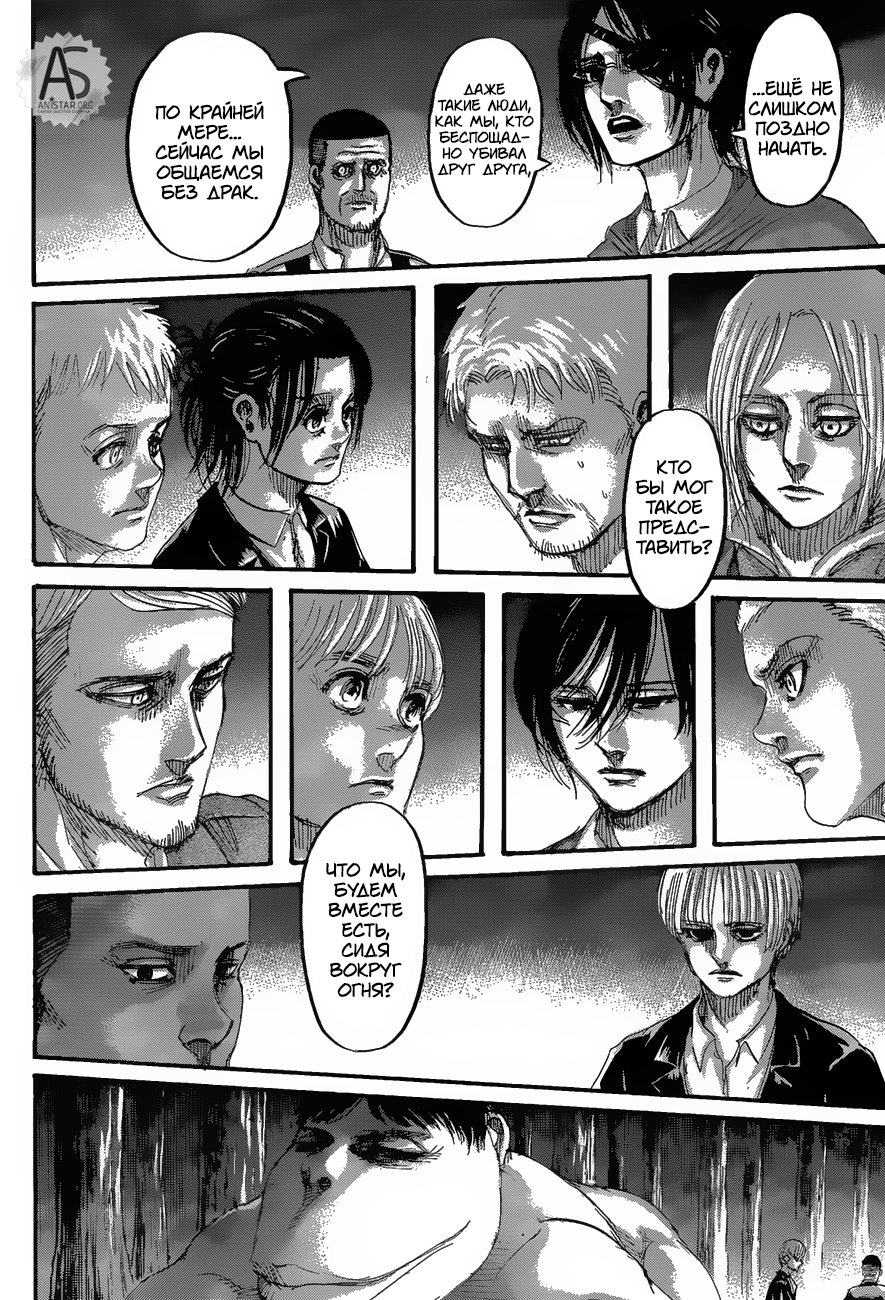 AS
ANISTAR.ORG
...ЕЩЁ НЕ
СЛИШКОМ
ПОЗДНО
НАЧАТЬ.
ДАЖЕ
ТАКИЕ ЛЮДИ,
КАК МЫ, КТО
БЕСПОЩАД-
НО УБИВАЛ
ДРУГ ДРУГА,
ПО КРАЙНЕЙ
МЕРЕ...
СЕЙЧАС МЫ
ОБЩАЕМСЯ
БЕЗ ДРАК.
КТО
БЫ МОГ
ТАКОЕ
ПРЕДС-
ТАВИТЬ?
ЧТО МЫ,
БУДЕМ
ВМЕСТЕ
ЕСТЬ,
СИДЯ
ВОКРУГ
ОГНЯ?